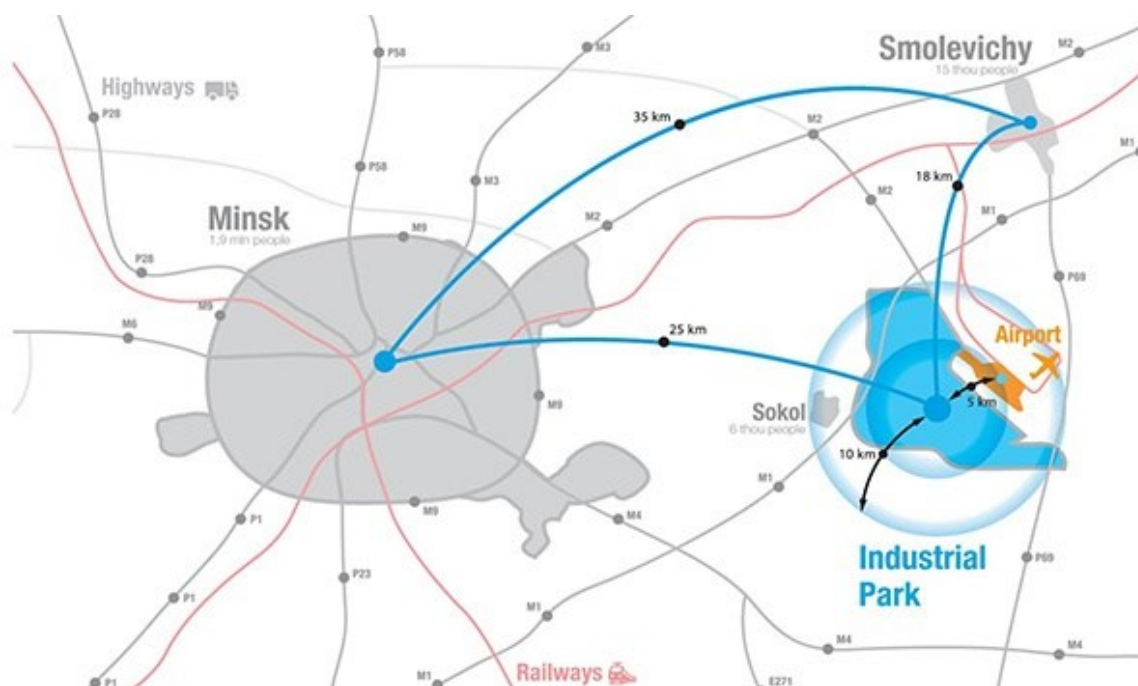 P58
M3
Smolevichy
15 thou people
M2
Highways
P28
35 km
M2
M1
P58
M3
18 km
M2
Minsk
1,9 mln people
M9
M2
M1
P28
P69
M9
M6
25 km
Airport
5 km
M9
Sokol
6 thou people
10 km
M1
M9
P1
M4
Industrial
Park
P69
P23
P1
M1
M4
M4
Railways
M1
P1
E271